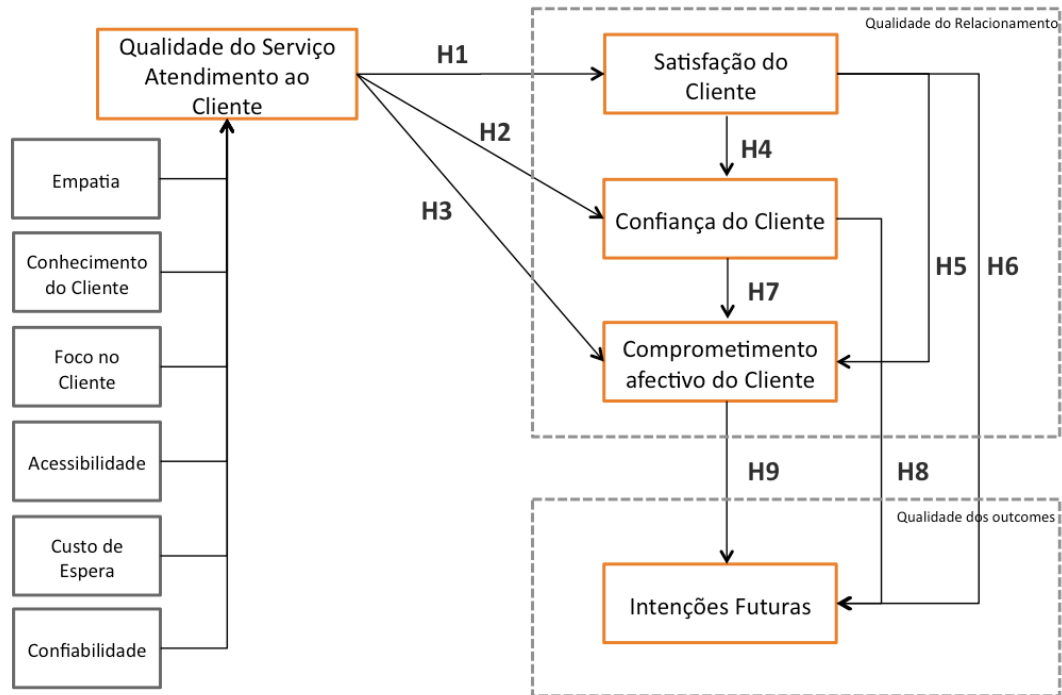 Qualidade do Relacionamento
Qualidade do Serviço
Atendimento ao
Cliente
H1
Satisfação do
Cliente
H2
H4
Empatia
H3
Confiança do Cliente
Conhecimento
do Cliente
H5
H6
H7
Foco no
Cliente
Comprometimento
afectivo do Cliente
Acessibilidade
H9
H8
Qualidade dos outcomes
Custo de
Espera
Intenções Futuras
Confiabilidade